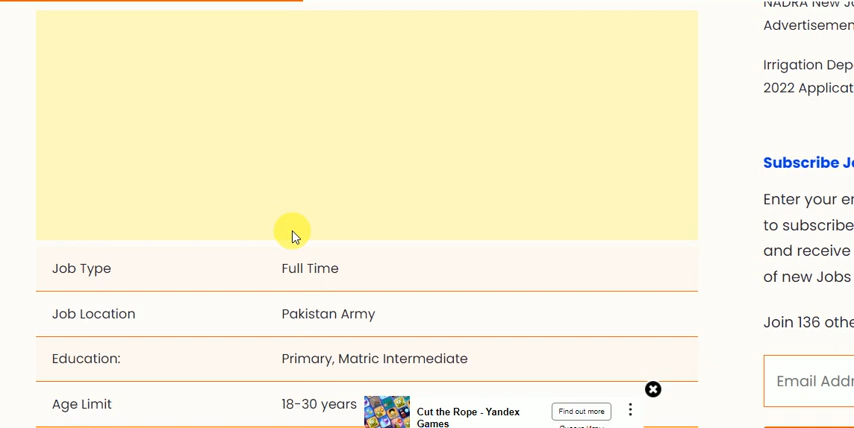 Job Type Full Time
Job Location Pakistan Army
Education: Primary, Matric Intermediate
Age Limit 18-30 years
Cut the Rope - Yandex
Games
Find out more
NADRA New
Advertisemen
Irrigation Dep
2022 Applicat
Subscribe J
Enter your e
to subscribe
and receive
of new Jobs
Join 136 othe
Email Addr